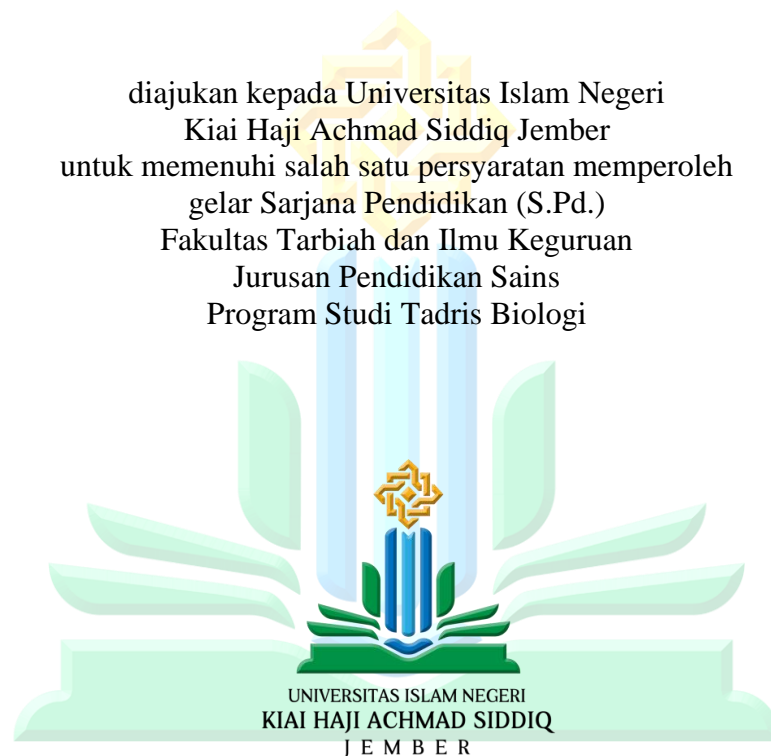 diajukan kepada Universitas Islam Negeri
Kiai Haji Achmad Siddiq Jember
untuk memenuhi salah satu persyaratan memperoleh
gelar Sarjana Pendidikan (S.Pd.)
Fakultas Tarbiah dan Ilmu Keguruan
Jurusan Pendidikan Sains
Program Studi Tadris Biologi
UNIVERSITAS ISLAM NEGERI
KIAI HAJI ACHMAD SIDDIQ
JEMBER